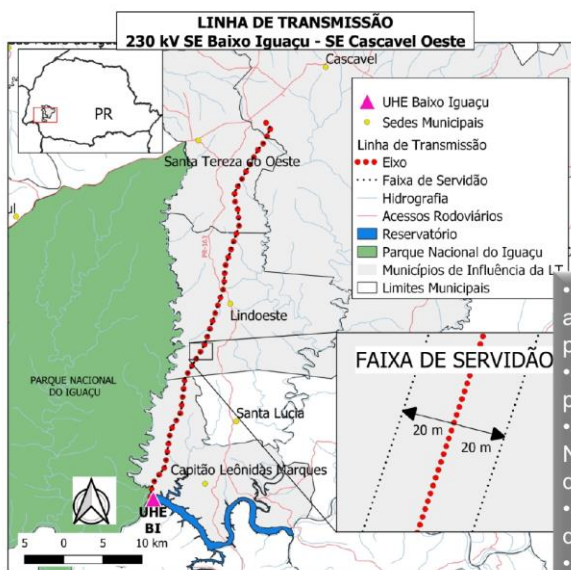 LINHA DE TRANSMISSÃO
230 kV SE Baixo Iguaçu - SE Cascavel Oeste
PR
Cascavel
Santa Tereza do Oeste
PR-163
Lindoeste
PARQUE NACIONAL
DO IGUAÇU
Santa Lúcia
Capitão Leônidas Marques
UHE
BI
5 0 5 10 km
UHE Baixo Iguaçu
Sedes Municipais
Linha de Transmissão
Eixo
Faixa de Servidão
Hidrografia
Acessos Rodoviários
Reservatório
Parque Nacional do Iguaçu
Municípios de Influência da LT
Limites Municipais
FAIXA DE SERVIDÃO
20 m
20 m